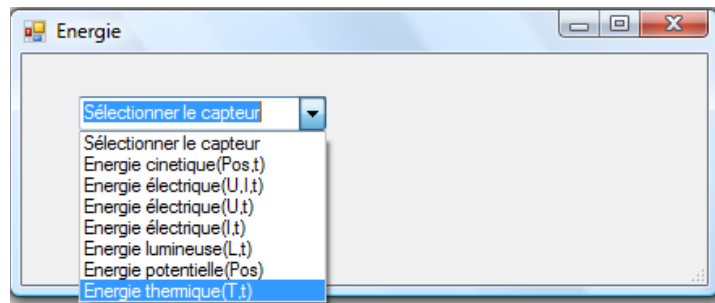 Energie
Sélectionner le capteur
Sélectionner le capteur
Energie cinetique(Pos,t)
Energie électrique(U,I,t)
Energie électrique(U,t)
Energie électrique(I,t)
Energie lumineuse(L,t)
Energie potentielle(Pos)
Energie thermique(T,t)